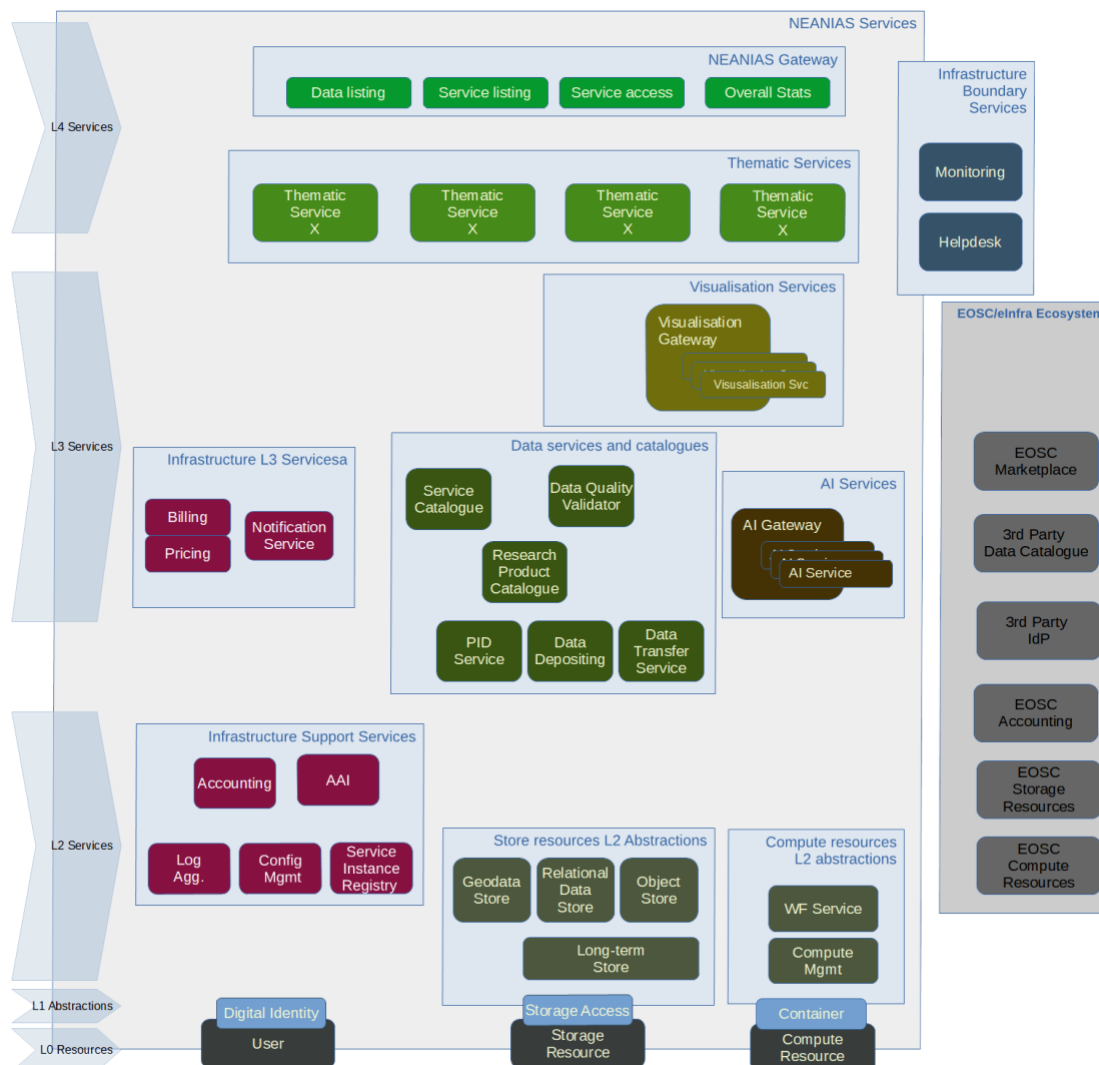 NEANIAS Services
NEANIAS Gateway
Data listing
Service listing
Service access
Overall Stats
Infrastructure
Boundary
Services
Monitoring
Helpdesk
L4 Services
Thematic Services
Thematic
Service
X
Thematic
Service
X
Thematic
Service
X
Thematic
Service
X
Visualisation Services
Visualisation
Gateway
Visusalisation Svc
EOSC/eInfra Ecosystem
EOSC
Marketplace
3rd Party
Data Catalogue
3rd Party
IdP
EOSC
Accounting
EOSC
Storage
Resources
EOSC
Compute
Resources
L3 Services
Infrastructure L3 Servicesa
Billing
Pricing
Notification
Service
Data services and catalogues
Service
Catalogue
Data Quality
Validator
Research
Product
Catalogue
PID
Service
Data
Depositing
Data
Transfer
Service
AI Services
AI Gateway
AI Service
L2 Services
Infrastructure Support Services
Accounting
AAI
Log
Agg.
Config
Mgmt
Service
Instance
Registry
Store resources L2 Abstractions
Geodata
Store
Relational
Data
Store
Object
Store
Long-term
Store
Compute resources
L2 abstractions
WF Service
Compute
Mgmt
L1 Abstractions
Digital Identity
Storage Access
Container
L0 Resources
User
Storage
Resource
Compute
Resource